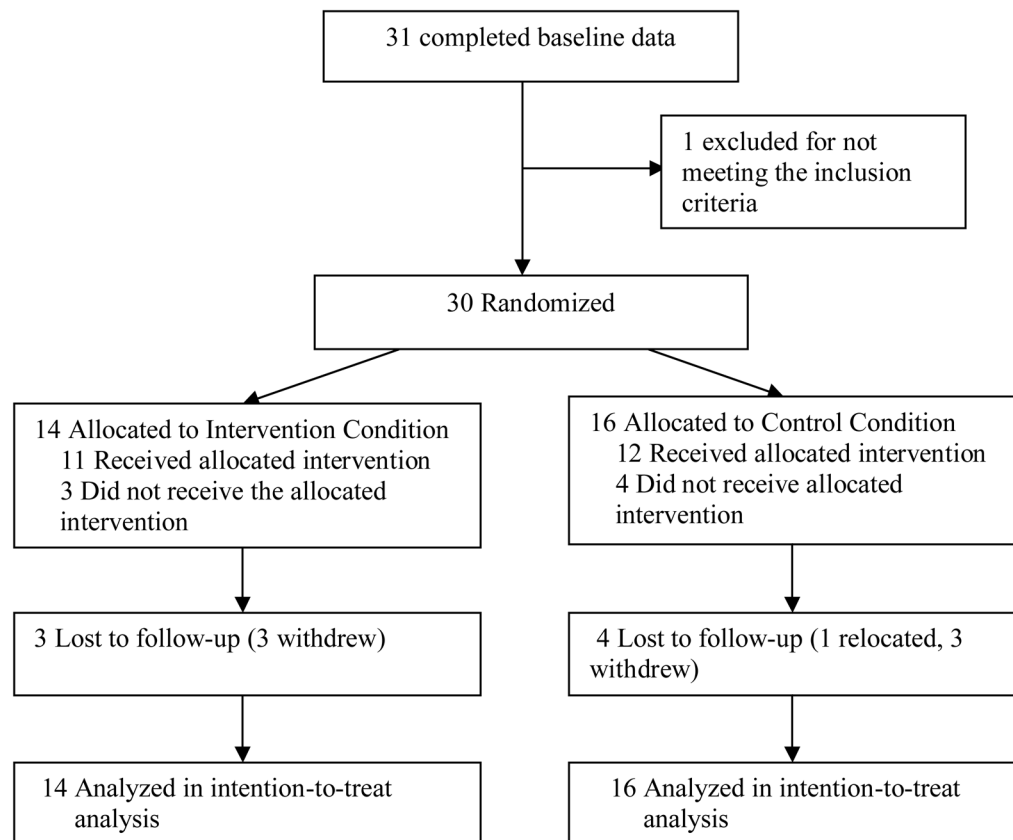 31 completed baseline data
1 excluded for not
meeting the inclusion
criteria
30 Randomized
14 Allocated to Intervention Condition
11 Received allocated intervention
3 Did not receive the allocated
intervention
16 Allocated to Control Condition
12 Received allocated intervention
4 Did not receive allocated
intervention
3 Lost to follow-up (3 withdrew)
4 Lost to follow-up (1 relocated, 3
withdrew)
14 Analyzed in intention-to-treat
analysis
16 Analyzed in intention-to-treat
analysis